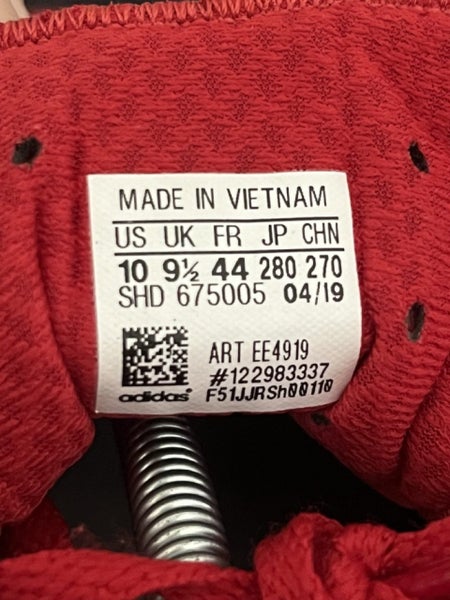 MADE IN VIETNAM
US UK FR JP CHN
10 9½ 44 280 270
SHD 675005 04/19
ART EE4919
#122983337
adidas F51JJRSh00110